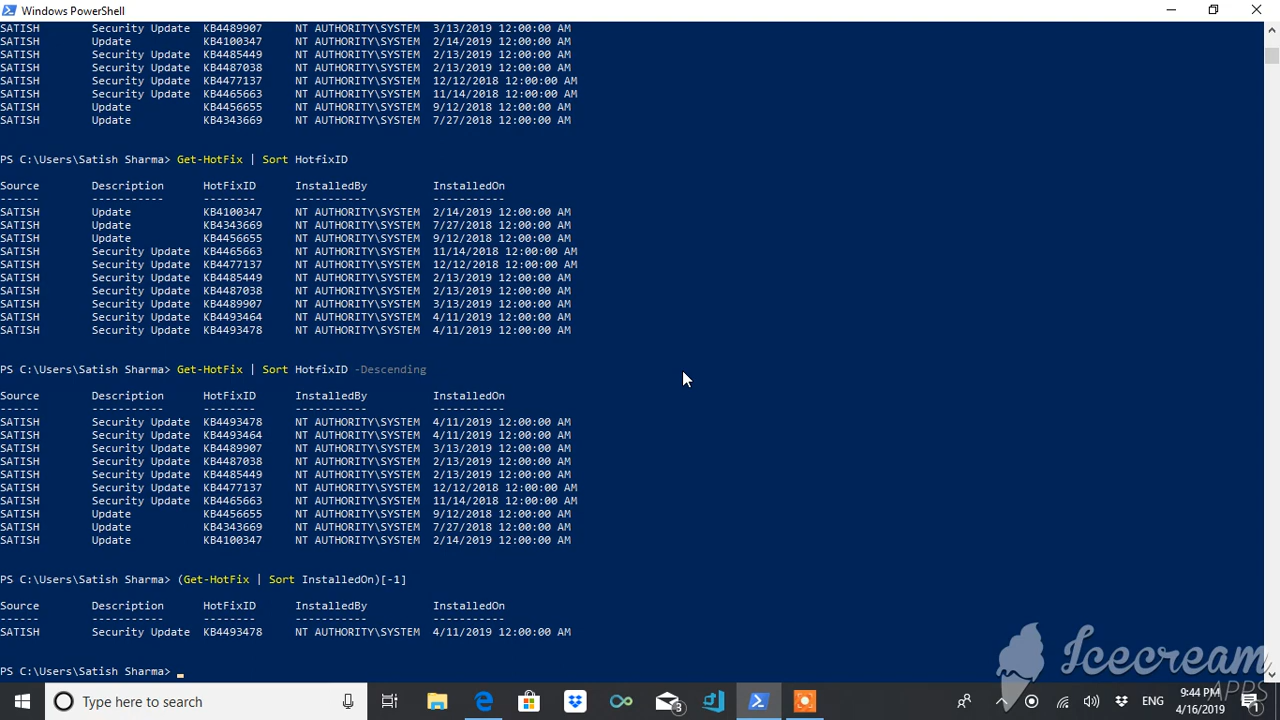 Windows PowerShell
SATISH Security Update KB4489907 NT AUTHORITY\SYSTEM 3/13/2019 12:00:00 AM
SATISH Update KB4100347 NT AUTHORITY\SYSTEM 2/14/2019 12:00:00 AM
SATISH Security Update KB4485449 NT AUTHORITY\SYSTEM 2/13/2019 12:00:00 AM
SATISH Security Update KB4487038 NT AUTHORITY\SYSTEM 2/13/2019 12:00:00 AM
SATISH Security Update KB4477137 NT AUTHORITY\SYSTEM 12/12/2018 12:00:00 AM
SATISH Security Update KB4465663 NT AUTHORITY\SYSTEM 11/14/2018 12:00:00 AM
SATISH Update KB4456655 NT AUTHORITY\SYSTEM 9/12/2018 12:00:00 AM
SATISH Update KB4343669 NT AUTHORITY\SYSTEM 7/27/2018 12:00:00 AM
PS C:\Users\Satish Sharma> Get-HotFix | Sort HotfixID
Source Description HotFixID InstalledBy InstalledOn
------ ----------- -------- ----------- -----------
SATISH Update KB4100347 NT AUTHORITY\SYSTEM 2/14/2019 12:00:00 AM
SATISH Update KB4343669 NT AUTHORITY\SYSTEM 7/27/2018 12:00:00 AM
SATISH Update KB4456655 NT AUTHORITY\SYSTEM 9/12/2018 12:00:00 AM
SATISH Security Update KB4465663 NT AUTHORITY\SYSTEM 11/14/2018 12:00:00 AM
SATISH Security Update KB4477137 NT AUTHORITY\SYSTEM 12/12/2018 12:00:00 AM
SATISH Security Update KB4485449 NT AUTHORITY\SYSTEM 2/13/2019 12:00:00 AM
SATISH Security Update KB4487038 NT AUTHORITY\SYSTEM 2/13/2019 12:00:00 AM
SATISH Security Update KB4489907 NT AUTHORITY\SYSTEM 3/13/2019 12:00:00 AM
SATISH Security Update KB4493464 NT AUTHORITY\SYSTEM 4/11/2019 12:00:00 AM
SATISH Security Update KB4493478 NT AUTHORITY\SYSTEM 4/11/2019 12:00:00 AM
PS C:\Users\Satish Sharma> Get-HotFix | Sort HotfixID -Descending
Source Description HotFixID InstalledBy InstalledOn
------ ----------- -------- ----------- -----------
SATISH Security Update KB4493478 NT AUTHORITY\SYSTEM 4/11/2019 12:00:00 AM
SATISH Security Update KB4493464 NT AUTHORITY\SYSTEM 4/11/2019 12:00:00 AM
SATISH Security Update KB4489907 NT AUTHORITY\SYSTEM 3/13/2019 12:00:00 AM
SATISH Security Update KB4487038 NT AUTHORITY\SYSTEM 2/13/2019 12:00:00 AM
SATISH Security Update KB4485449 NT AUTHORITY\SYSTEM 2/13/2019 12:00:00 AM
SATISH Security Update KB4477137 NT AUTHORITY\SYSTEM 12/12/2018 12:00:00 AM
SATISH Security Update KB4465663 NT AUTHORITY\SYSTEM 11/14/2018 12:00:00 AM
SATISH Update KB4456655 NT AUTHORITY\SYSTEM 9/12/2018 12:00:00 AM
SATISH Update KB4343669 NT AUTHORITY\SYSTEM 7/27/2018 12:00:00 AM
SATISH Update KB4100347 NT AUTHORITY\SYSTEM 2/14/2019 12:00:00 AM
PS C:\Users\Satish Sharma> (Get-HotFix | Sort InstalledOn)[-1]
Source Description HotFixID InstalledBy InstalledOn
------ ----------- -------- ----------- -----------
SATISH Security Update KB4493478 NT AUTHORITY\SYSTEM 4/11/2019 12:00:00 AM
PS C:\Users\Satish Sharma>
Icecream
APPS
Type here to search
3
ENG
9:44 PM
4/16/2019
1